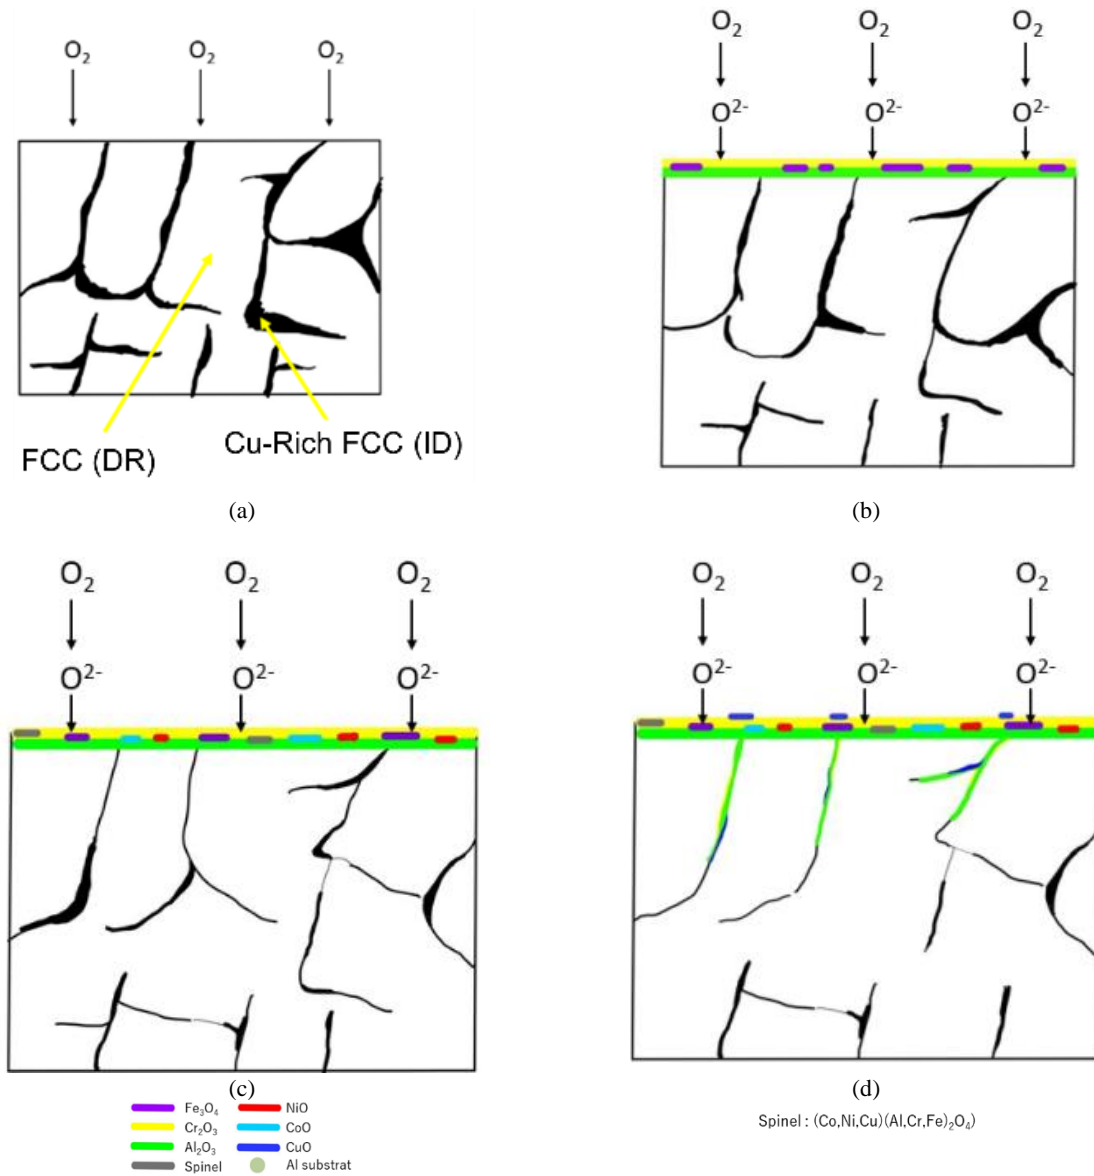 O₂ O₂ O₂
FCC (DR)
Cu-Rich FCC (ID)
(a)
O₂ O₂ O₂
O²⁻ O²⁻ O²⁻
(b)
O₂ O₂ O₂
O²⁻ O²⁻ O²⁻
(c)
O₂ O₂ O₂
O²⁻ O²⁻ O²⁻
(d)
Fe₃O₄ NiO
Cr₂O₃ CoO
Al₂O₃ CuO
Spinel Al substrat
Spinel : (Co,Ni,Cu)(Al,Cr,Fe)₂O₄)